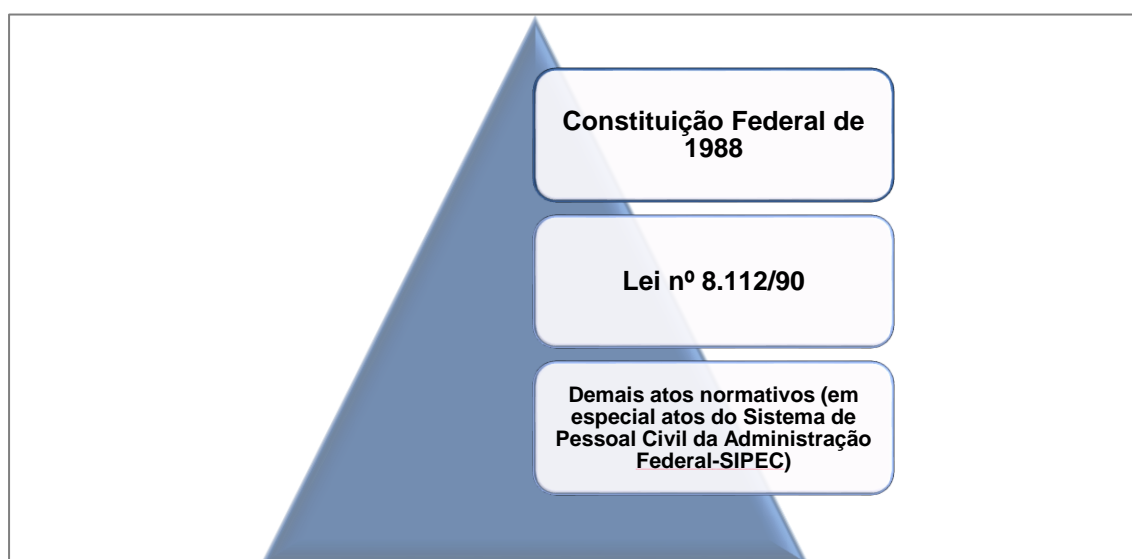 Constituição Federal de
1988
Lei nº 8.112/90
Demais atos normativos (em
especial atos do Sistema de
Pessoal Civil da Administração
Federal-SIPEC)